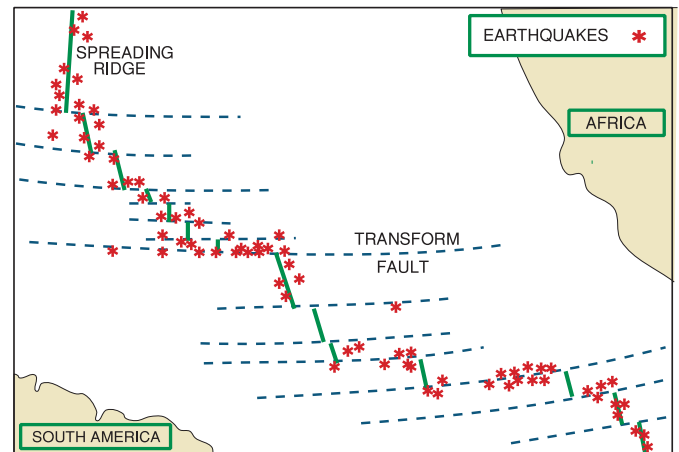 SPREADING
RIDGE
EARTHQUAKES
AFRICA
TRANSFORM
FAULT
SOUTH AMERICA